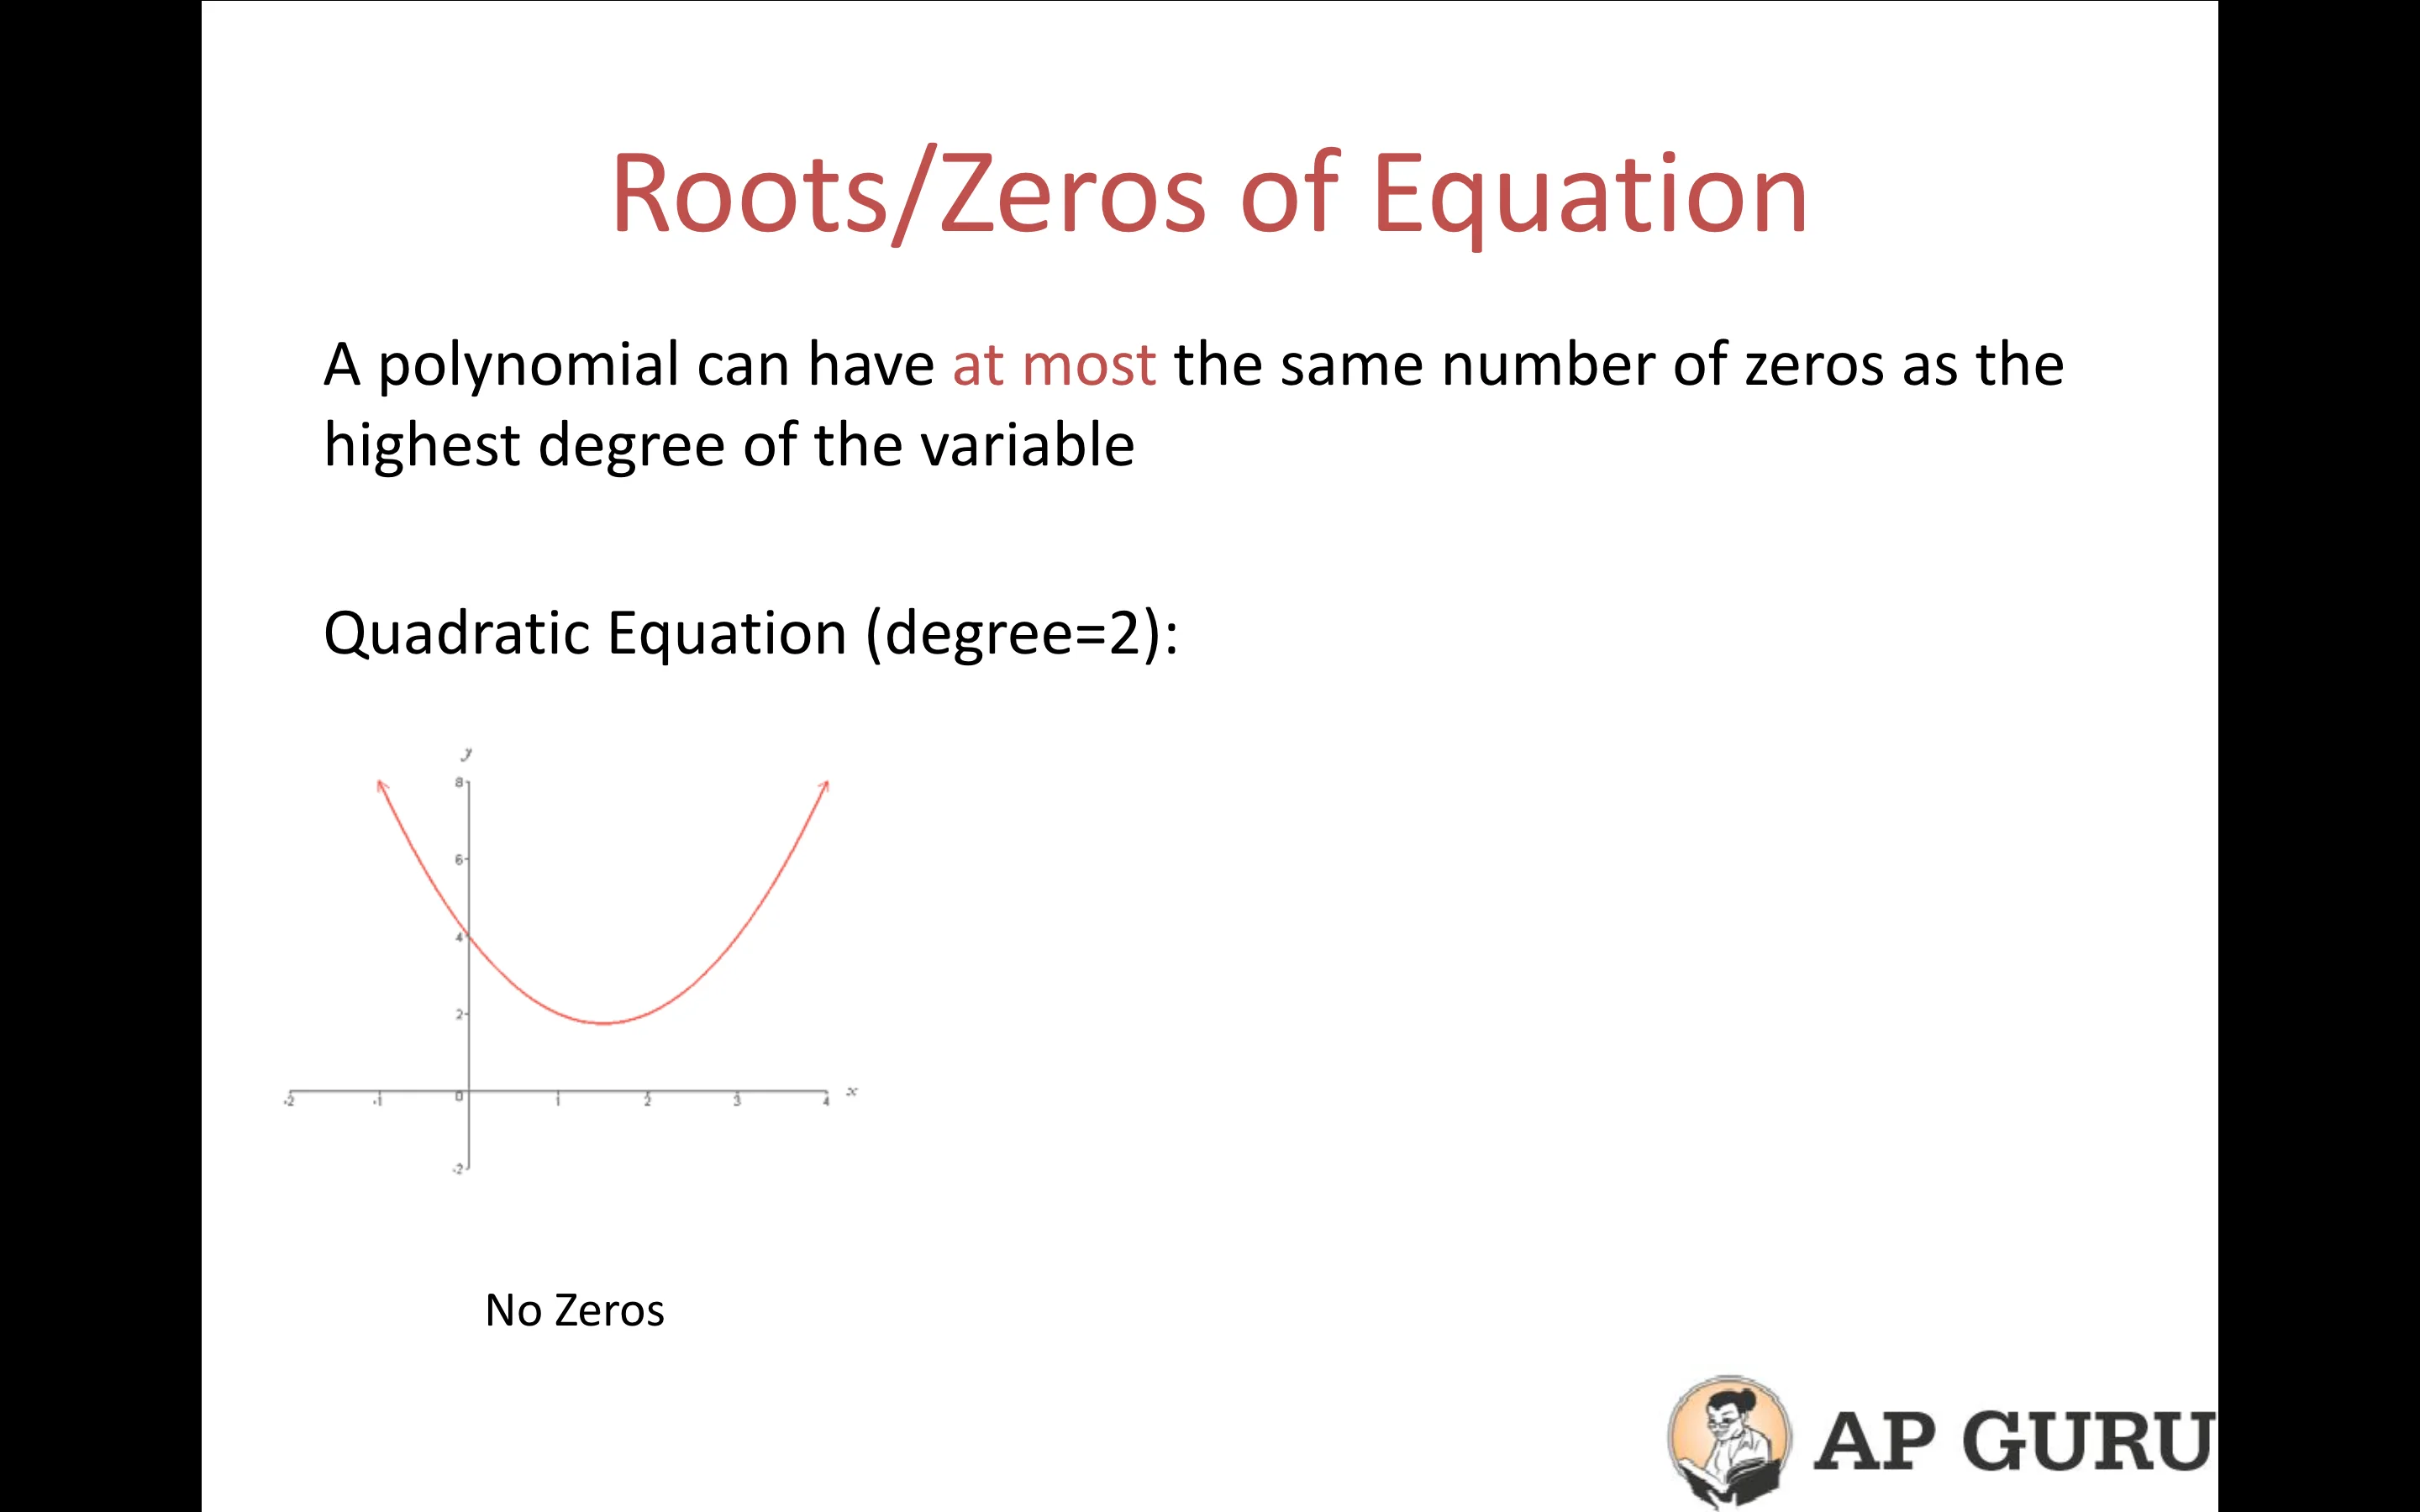 Roots/Zeros of Equation
A polynomial can have at most the same number of zeros as the
highest degree of the variable
Quadratic Equation (degree=2):
y
8
6
4
2
-2 -1 0 1 2 3 4 x
-2
No Zeros
AP GURU